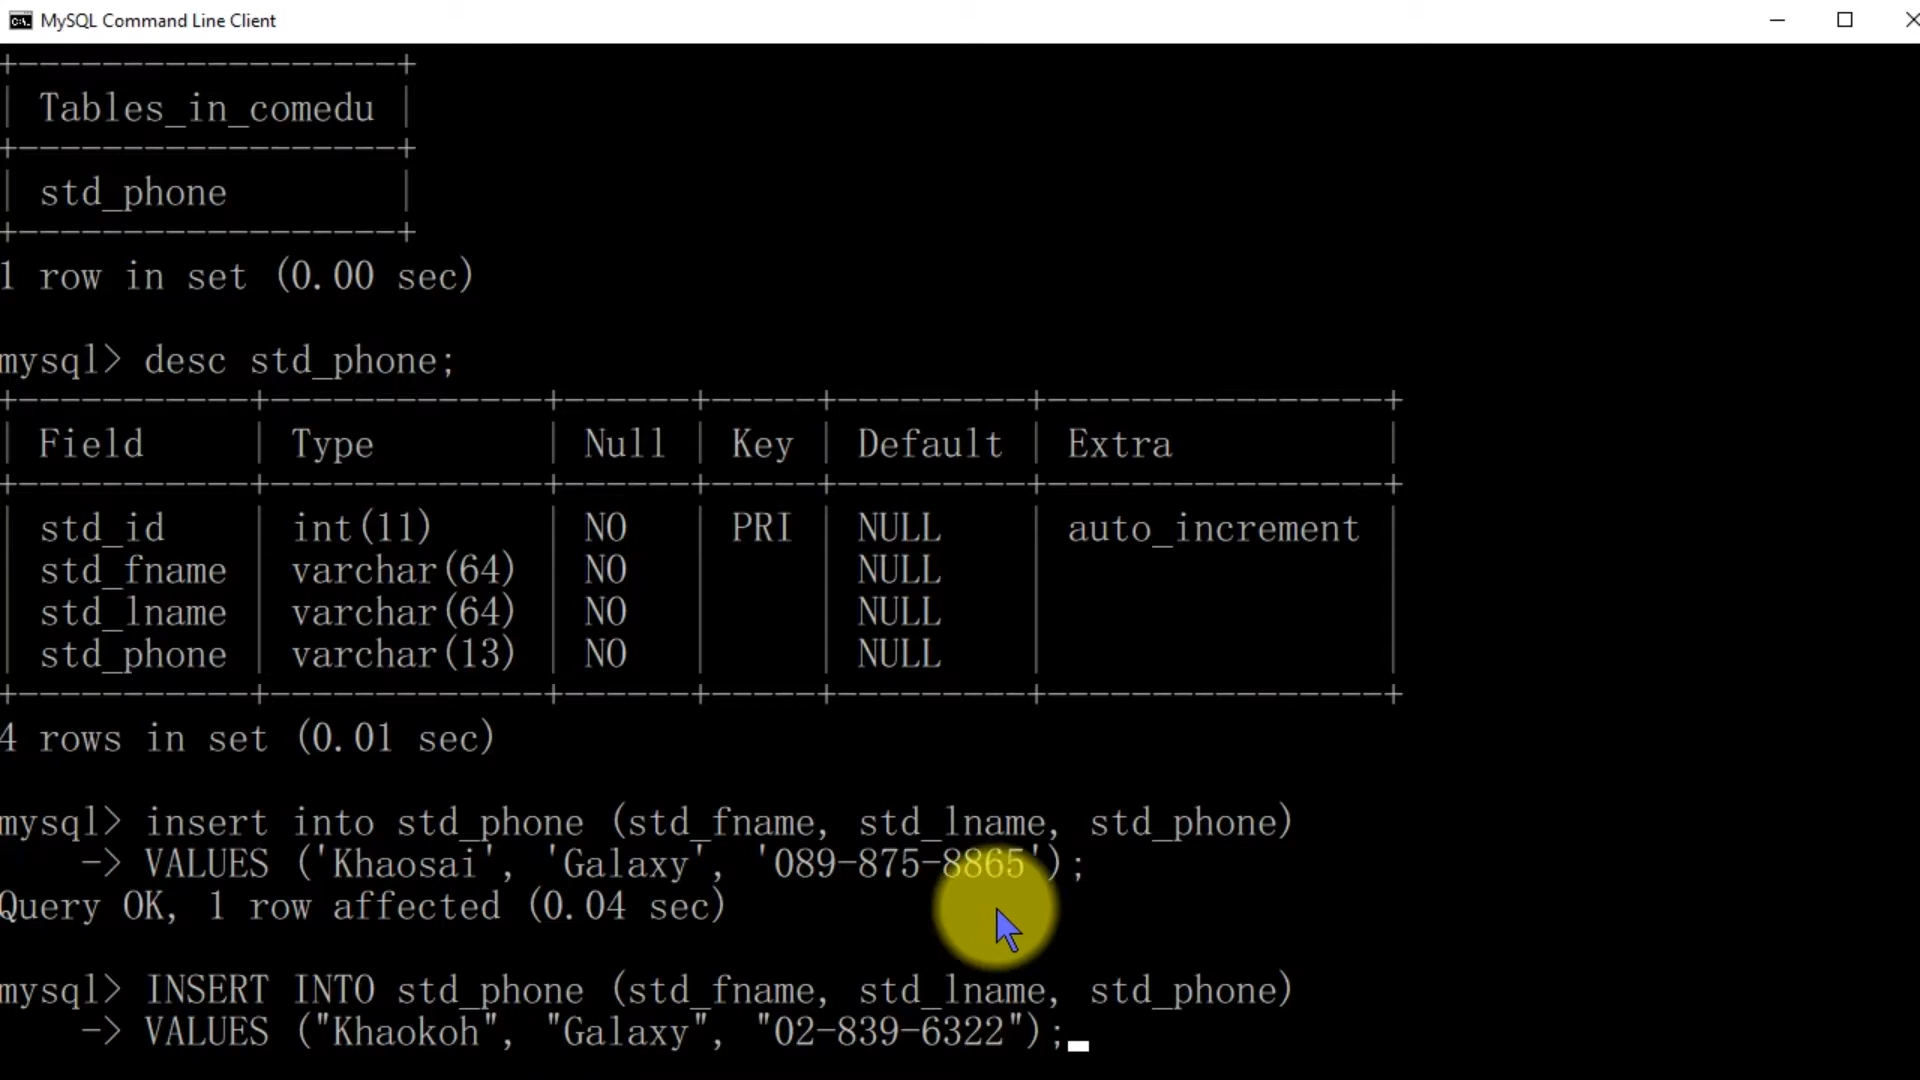 MySQL Command Line Client
+------------------+
| Tables_in_comedu |
+------------------+
| std_phone        |
+------------------+
1 row in set (0.00 sec)
mysql> desc std_phone;
+-----------+-------------+------+-----+---------+----------------+
| Field     | Type        | Null | Key | Default | Extra          |
+-----------+-------------+------+-----+---------+----------------+
| std_id    | int(11)     | NO   | PRI | NULL    | auto_increment |
| std_fname | varchar(64) | NO   |     | NULL    |                |
| std_lname | varchar(64) | NO   |     | NULL    |                |
| std_phone | varchar(13) | NO   |     | NULL    |                |
+-----------+-------------+------+-----+---------+----------------+
4 rows in set (0.01 sec)
mysql> insert into std_phone (std_fname, std_lname, std_phone)
    -> VALUES ('Khaosai', 'Galaxy', '089-875-8865');
Query OK, 1 row affected (0.04 sec)
mysql> INSERT INTO std_phone (std_fname, std_lname, std_phone)
    -> VALUES ("Khaokoh", "Galaxy", "02-839-6322");